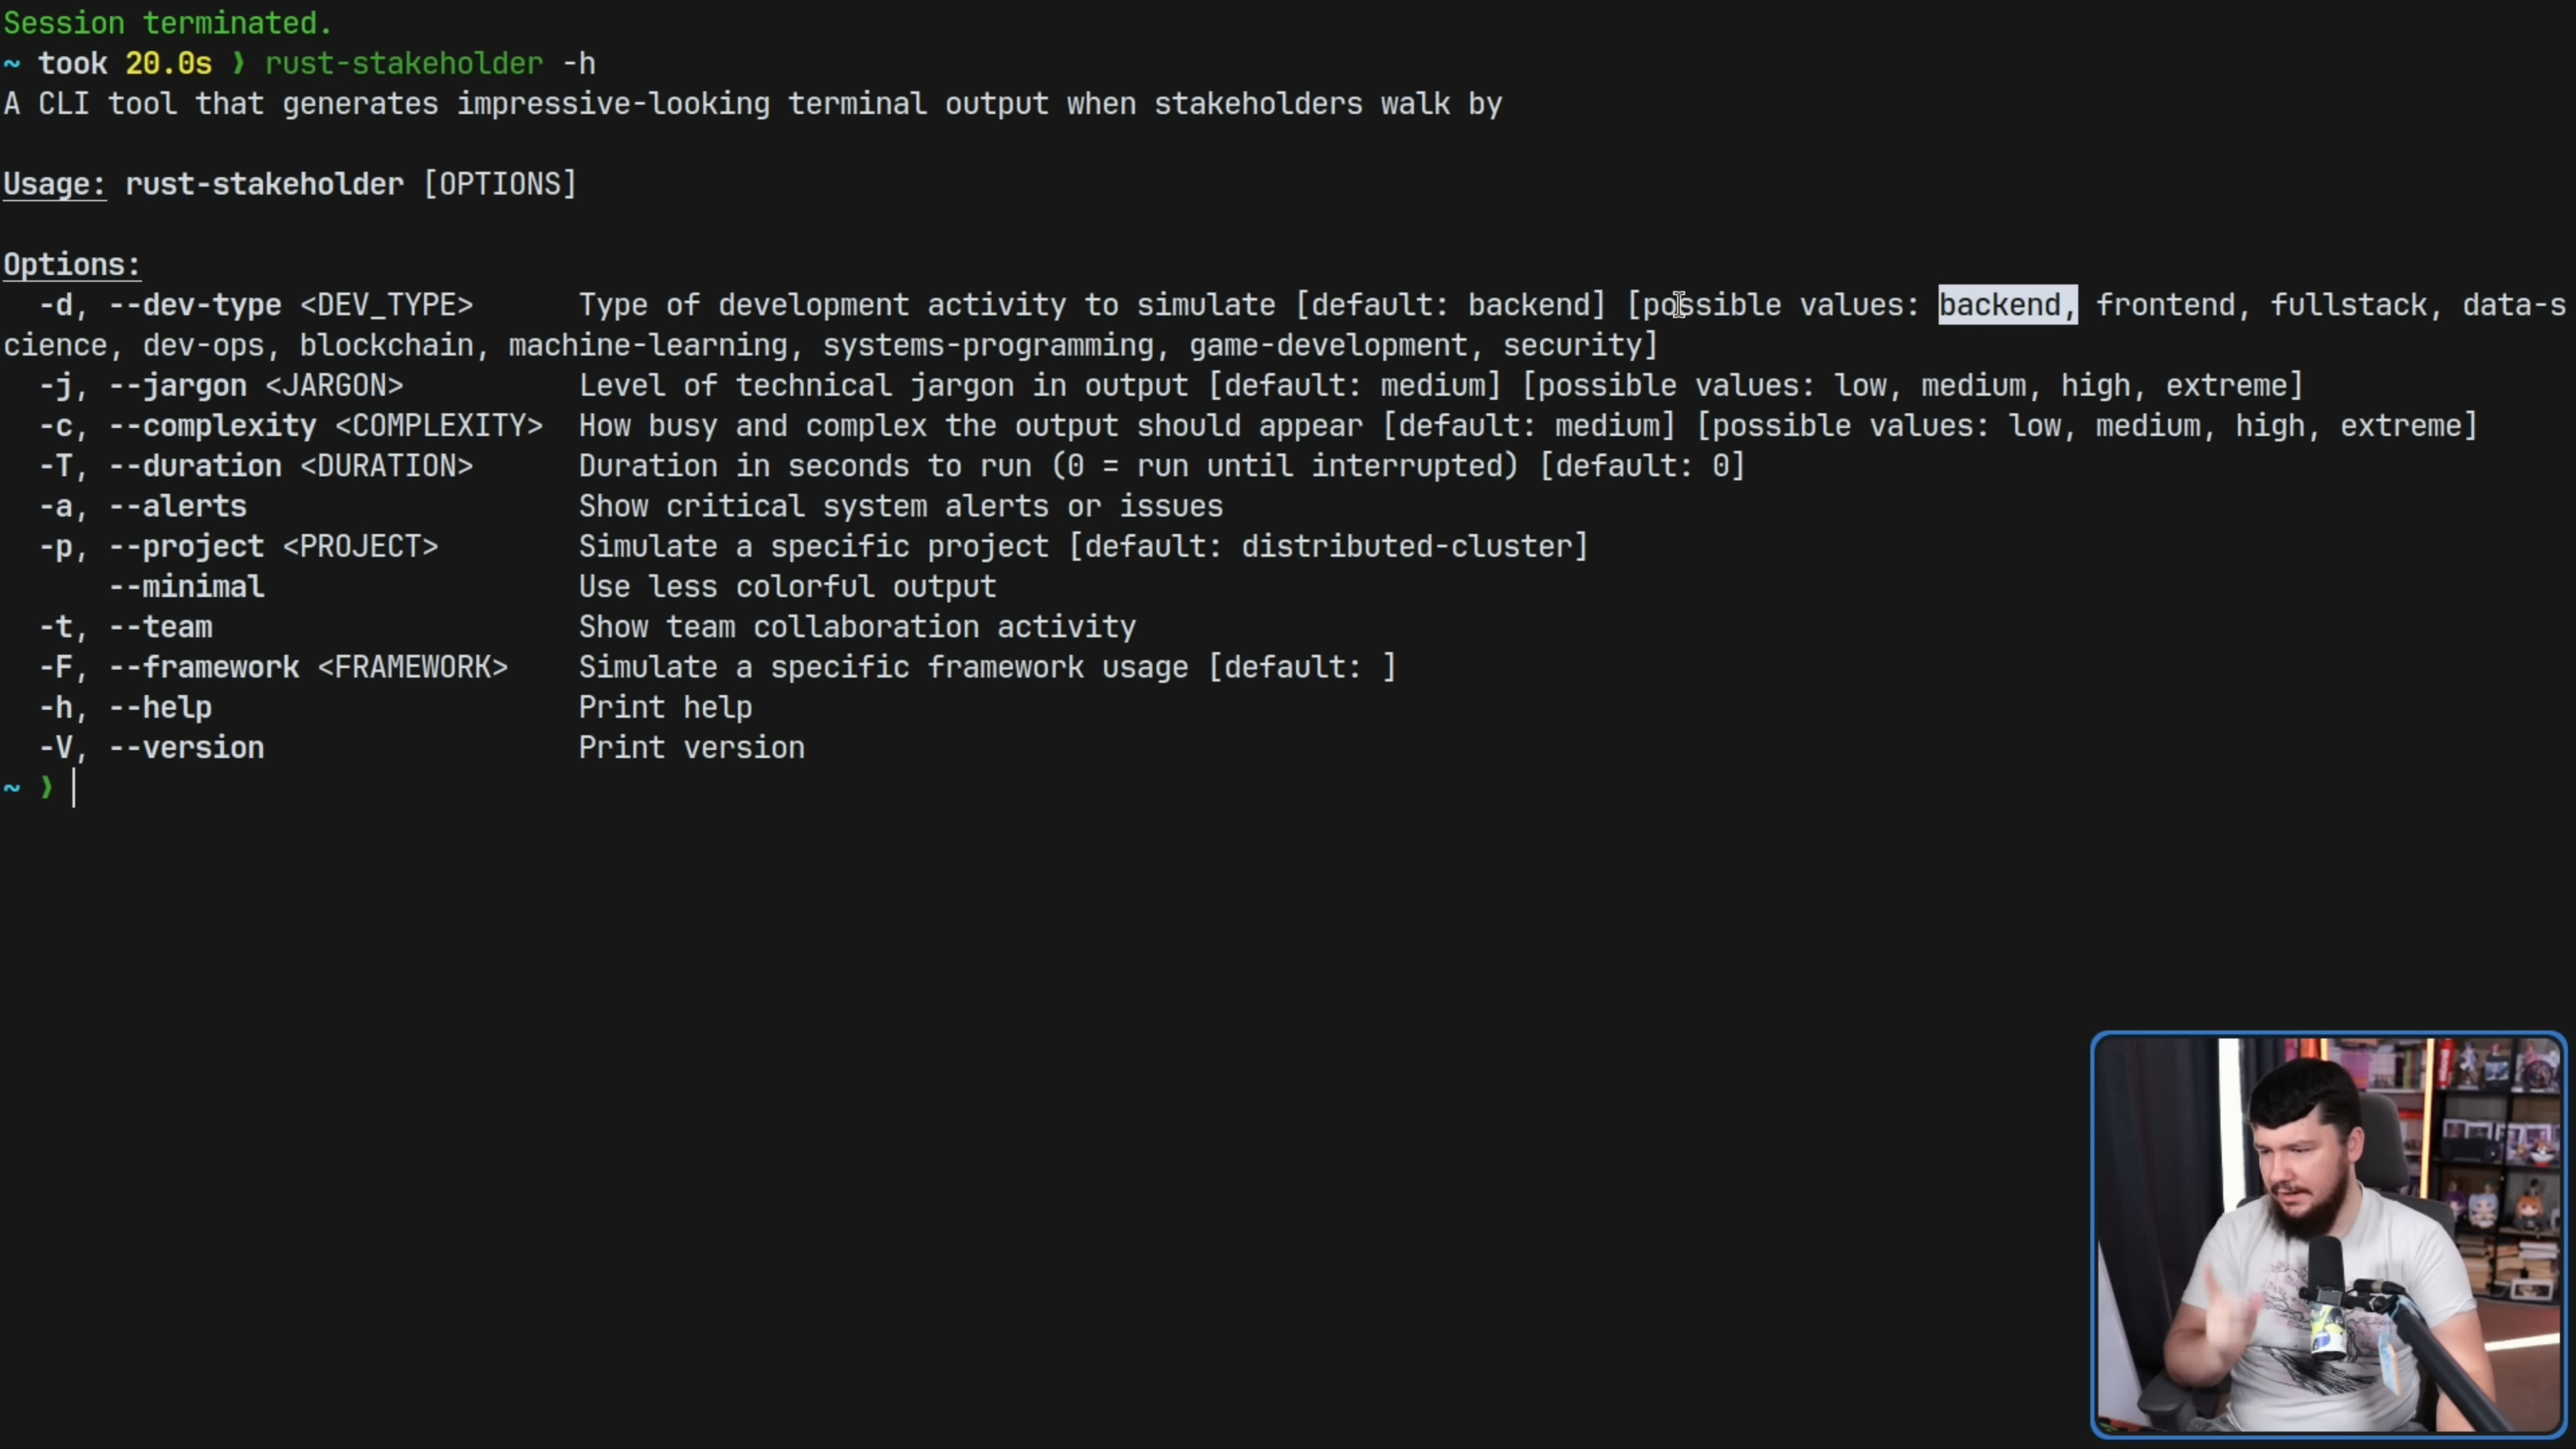 Session terminated.
~ took 20.0s ❯ rust-stakeholder -h
A CLI tool that generates impressive-looking terminal output when stakeholders walk by
Usage: rust-stakeholder [OPTIONS]
Options:
-d, --dev-type <DEV_TYPE> Type of development activity to simulate [default: backend] [possible values: backend, frontend, fullstack, data-s
cience, dev-ops, blockchain, machine-learning, systems-programming, game-development, security]
-j, --jargon <JARGON> Level of technical jargon in output [default: medium] [possible values: low, medium, high, extreme]
-c, --complexity <COMPLEXITY> How busy and complex the output should appear [default: medium] [possible values: low, medium, high, extreme]
-T, --duration <DURATION> Duration in seconds to run (0 = run until interrupted) [default: 0]
-a, --alerts Show critical system alerts or issues
-p, --project <PROJECT> Simulate a specific project [default: distributed-cluster]
--minimal Use less colorful output
-t, --team Show team collaboration activity
-F, --framework <FRAMEWORK> Simulate a specific framework usage [default: ]
-h, --help Print help
-V, --version Print version
~ ❯